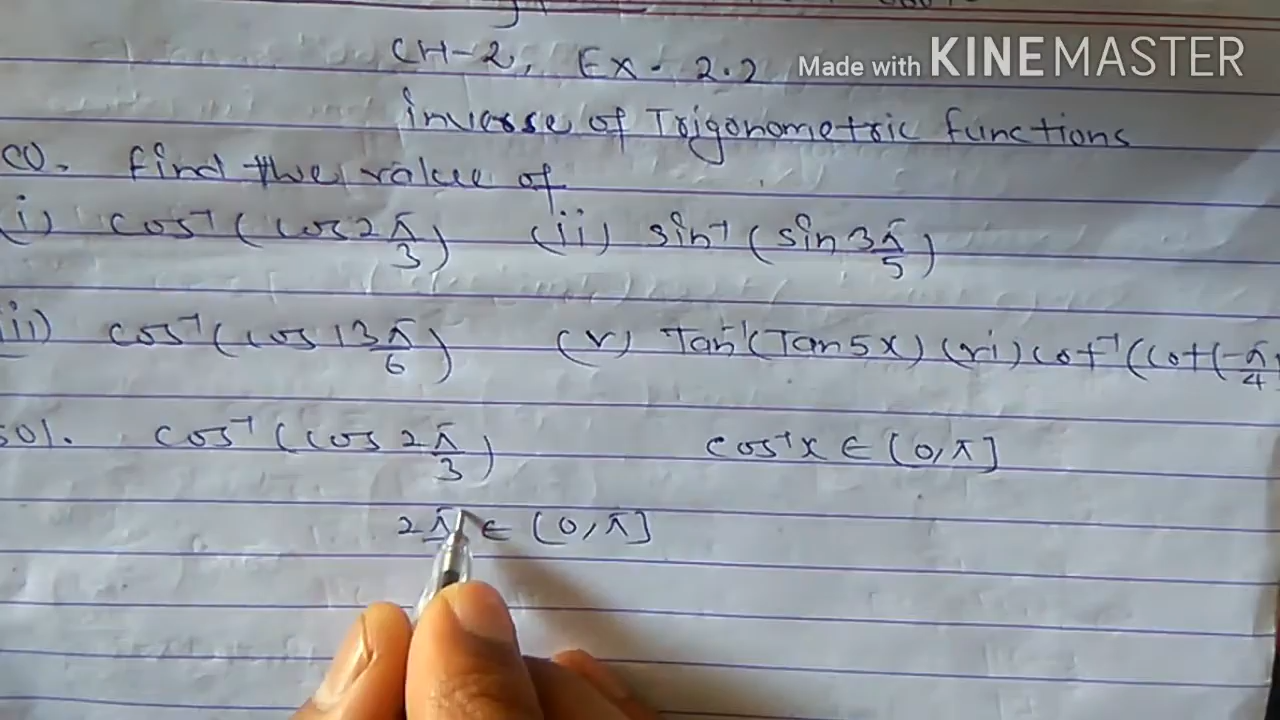 Made with KINEMASTER
CH-2, EX- 2.2
inverse of Trigonometric functions
Q. find the value of
(i) cos⁻¹(cos 2π/3) (ii) sin⁻¹(sin 3π/5)
iii) cos⁻¹(cos 13π/6) (v) Tan⁻¹(Tan 5x) (vi) cot⁻¹(cot(-π/4)
sol. cos⁻¹(cos 2π/3) cos⁻¹x ∈ (0,π]
2π ∈ (0,π]